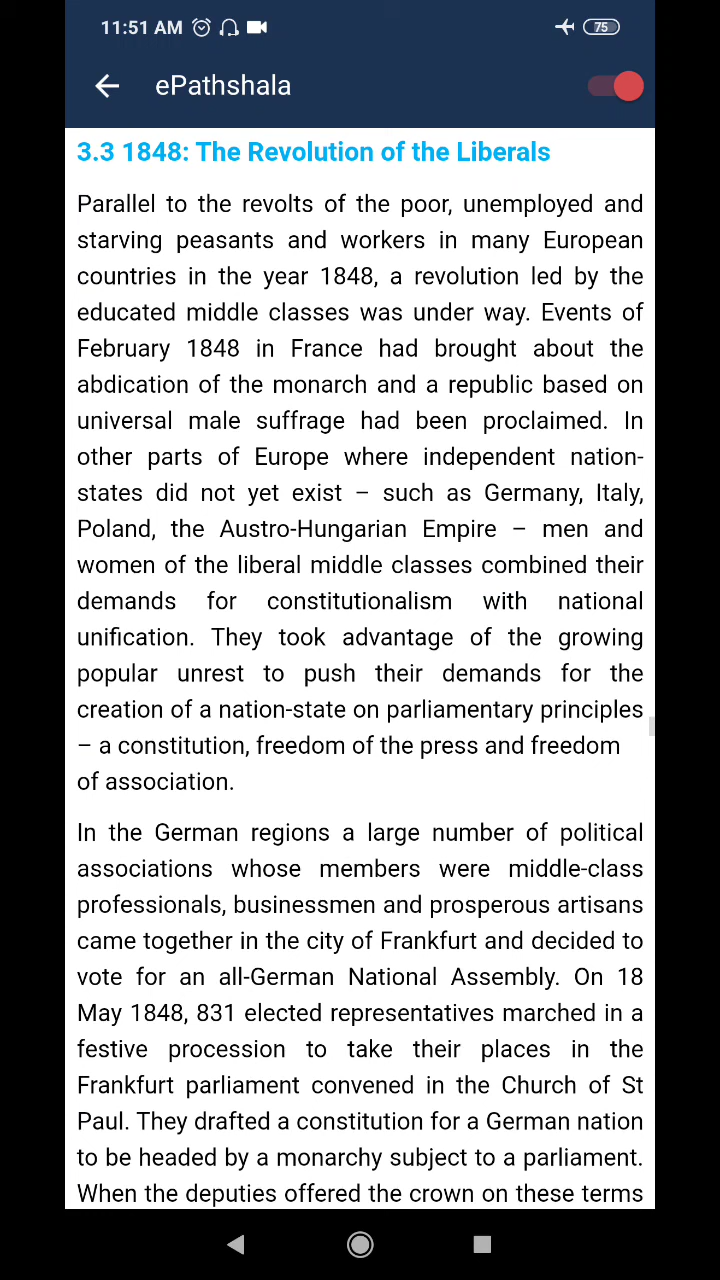 11:51 AM 75
ePathshala
3.3 1848: The Revolution of the Liberals
Parallel to the revolts of the poor, unemployed and
starving peasants and workers in many European
countries in the year 1848, a revolution led by the
educated middle classes was under way. Events of
February 1848 in France had brought about the
abdication of the monarch and a republic based on
universal male suffrage had been proclaimed. In
other parts of Europe where independent nation-
states did not yet exist – such as Germany, Italy,
Poland, the Austro-Hungarian Empire – men and
women of the liberal middle classes combined their
demands for constitutionalism with national
unification. They took advantage of the growing
popular unrest to push their demands for the
creation of a nation-state on parliamentary principles
– a constitution, freedom of the press and freedom
of association.
In the German regions a large number of political
associations whose members were middle-class
professionals, businessmen and prosperous artisans
came together in the city of Frankfurt and decided to
vote for an all-German National Assembly. On 18
May 1848, 831 elected representatives marched in a
festive procession to take their places in the
Frankfurt parliament convened in the Church of St
Paul. They drafted a constitution for a German nation
to be headed by a monarchy subject to a parliament.
When the deputies offered the crown on these terms